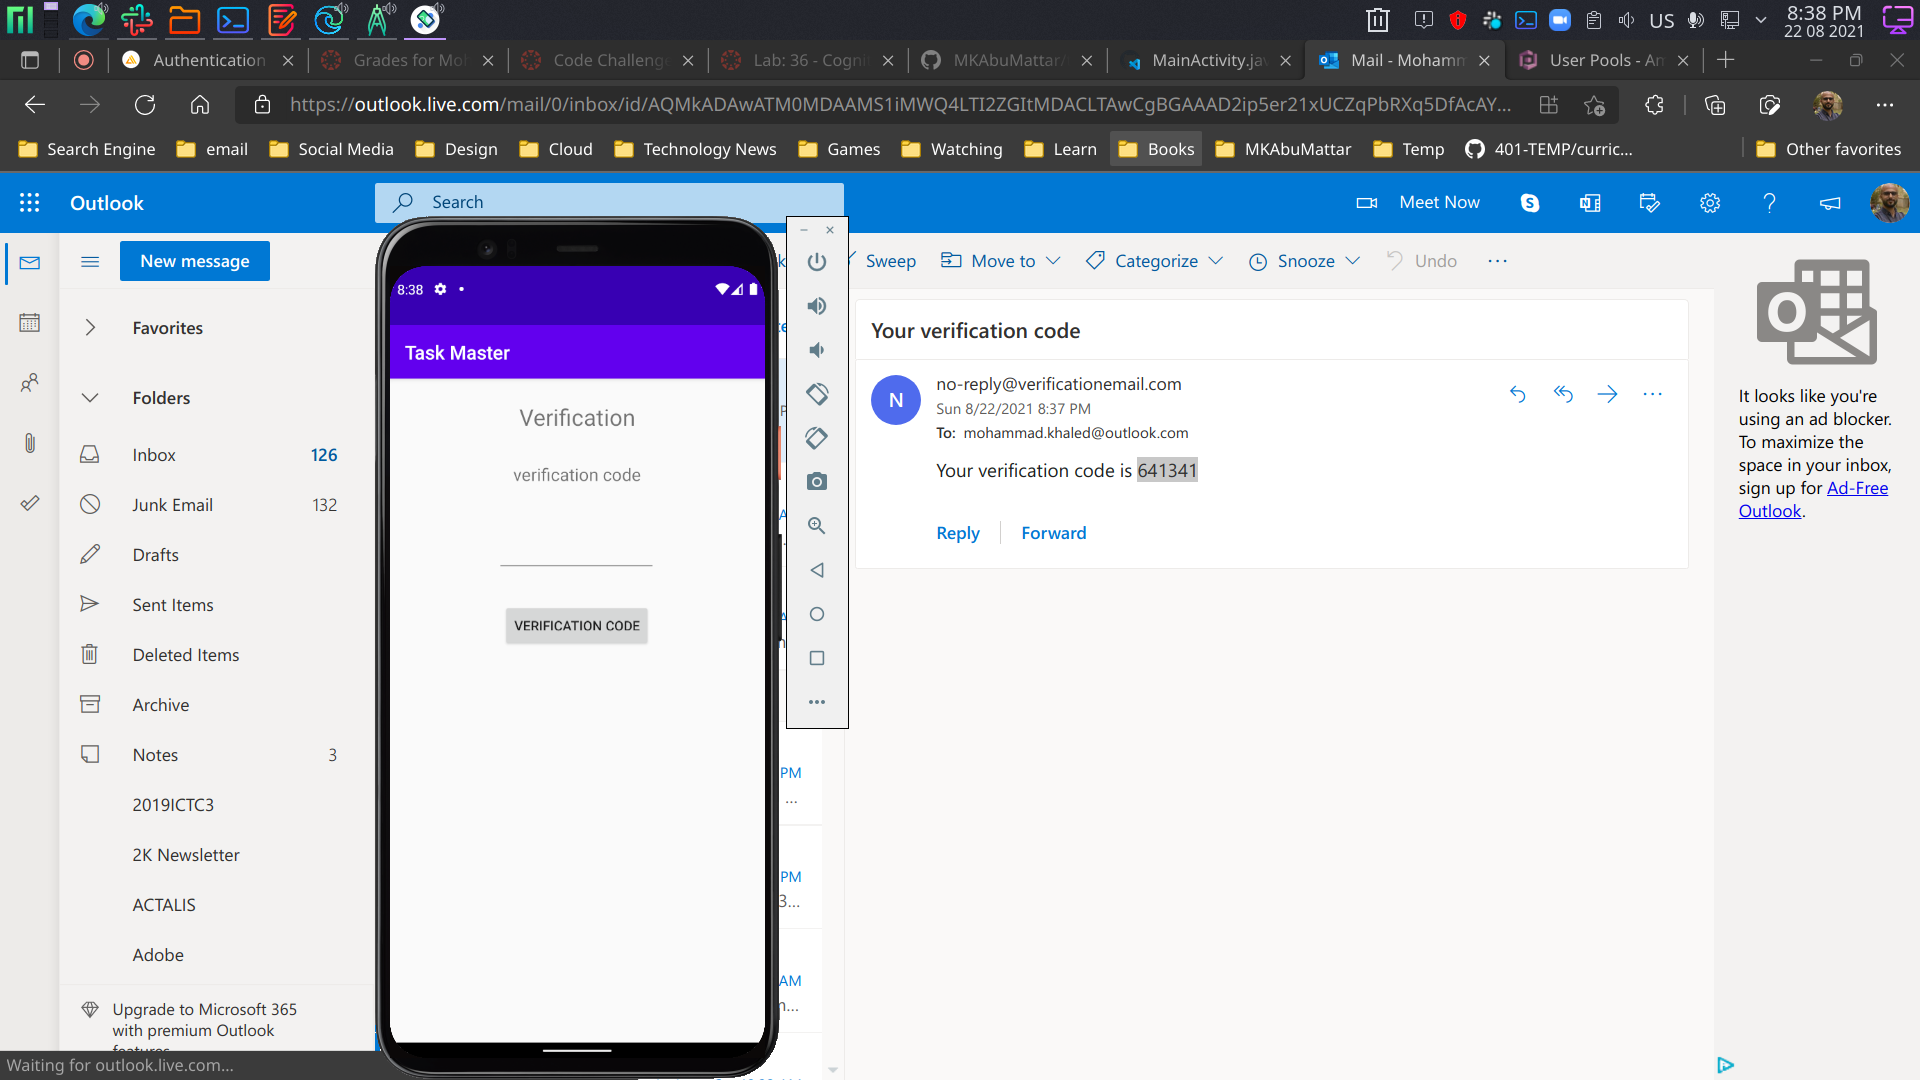 US
8:38 PM
22 08 2021
Authentication
Grades for Moh
Code Challeng
Lab: 36 - Cogni
MKAbuMattar/
MainActivity.jav
Mail - Mohamm
User Pools - Am
https://outlook.live.com/mail/0/inbox/id/AQMkADAwATM0MDAAMS1iMWQ4LTI2ZGItMDACLTAwCgBGAAAD2ip5er21xUCZqPbRXq5DfAcAY...
Search Engine
email
Social Media
Design
Cloud
Technology News
Games
Watching
Learn
Books
MKAbuMattar
Temp
401-TEMP/curric...
Other favorites
Outlook
Search
Meet Now
New message
Sweep
Move to
Categorize
Snooze
Undo
Favorites
Folders
Inbox 126
Junk Email 132
Drafts
Sent Items
Deleted Items
Archive
Notes 3
2019ICTC3
2K Newsletter
ACTALIS
Adobe
Upgrade to Microsoft 365
with premium Outlook
features
Waiting for outlook.live.com...
8:38
Task Master
Verification
verification code
VERIFICATION CODE
PM
...
PM
3...
AM
Your verification code
N
no-reply@verificationemail.com
Sun 8/22/2021 8:37 PM
To: mohammad.khaled@outlook.com
Your verification code is 641341
Reply
Forward
It looks like you're
using an ad blocker.
To maximize the
space in your inbox,
sign up for Ad-Free
Outlook.